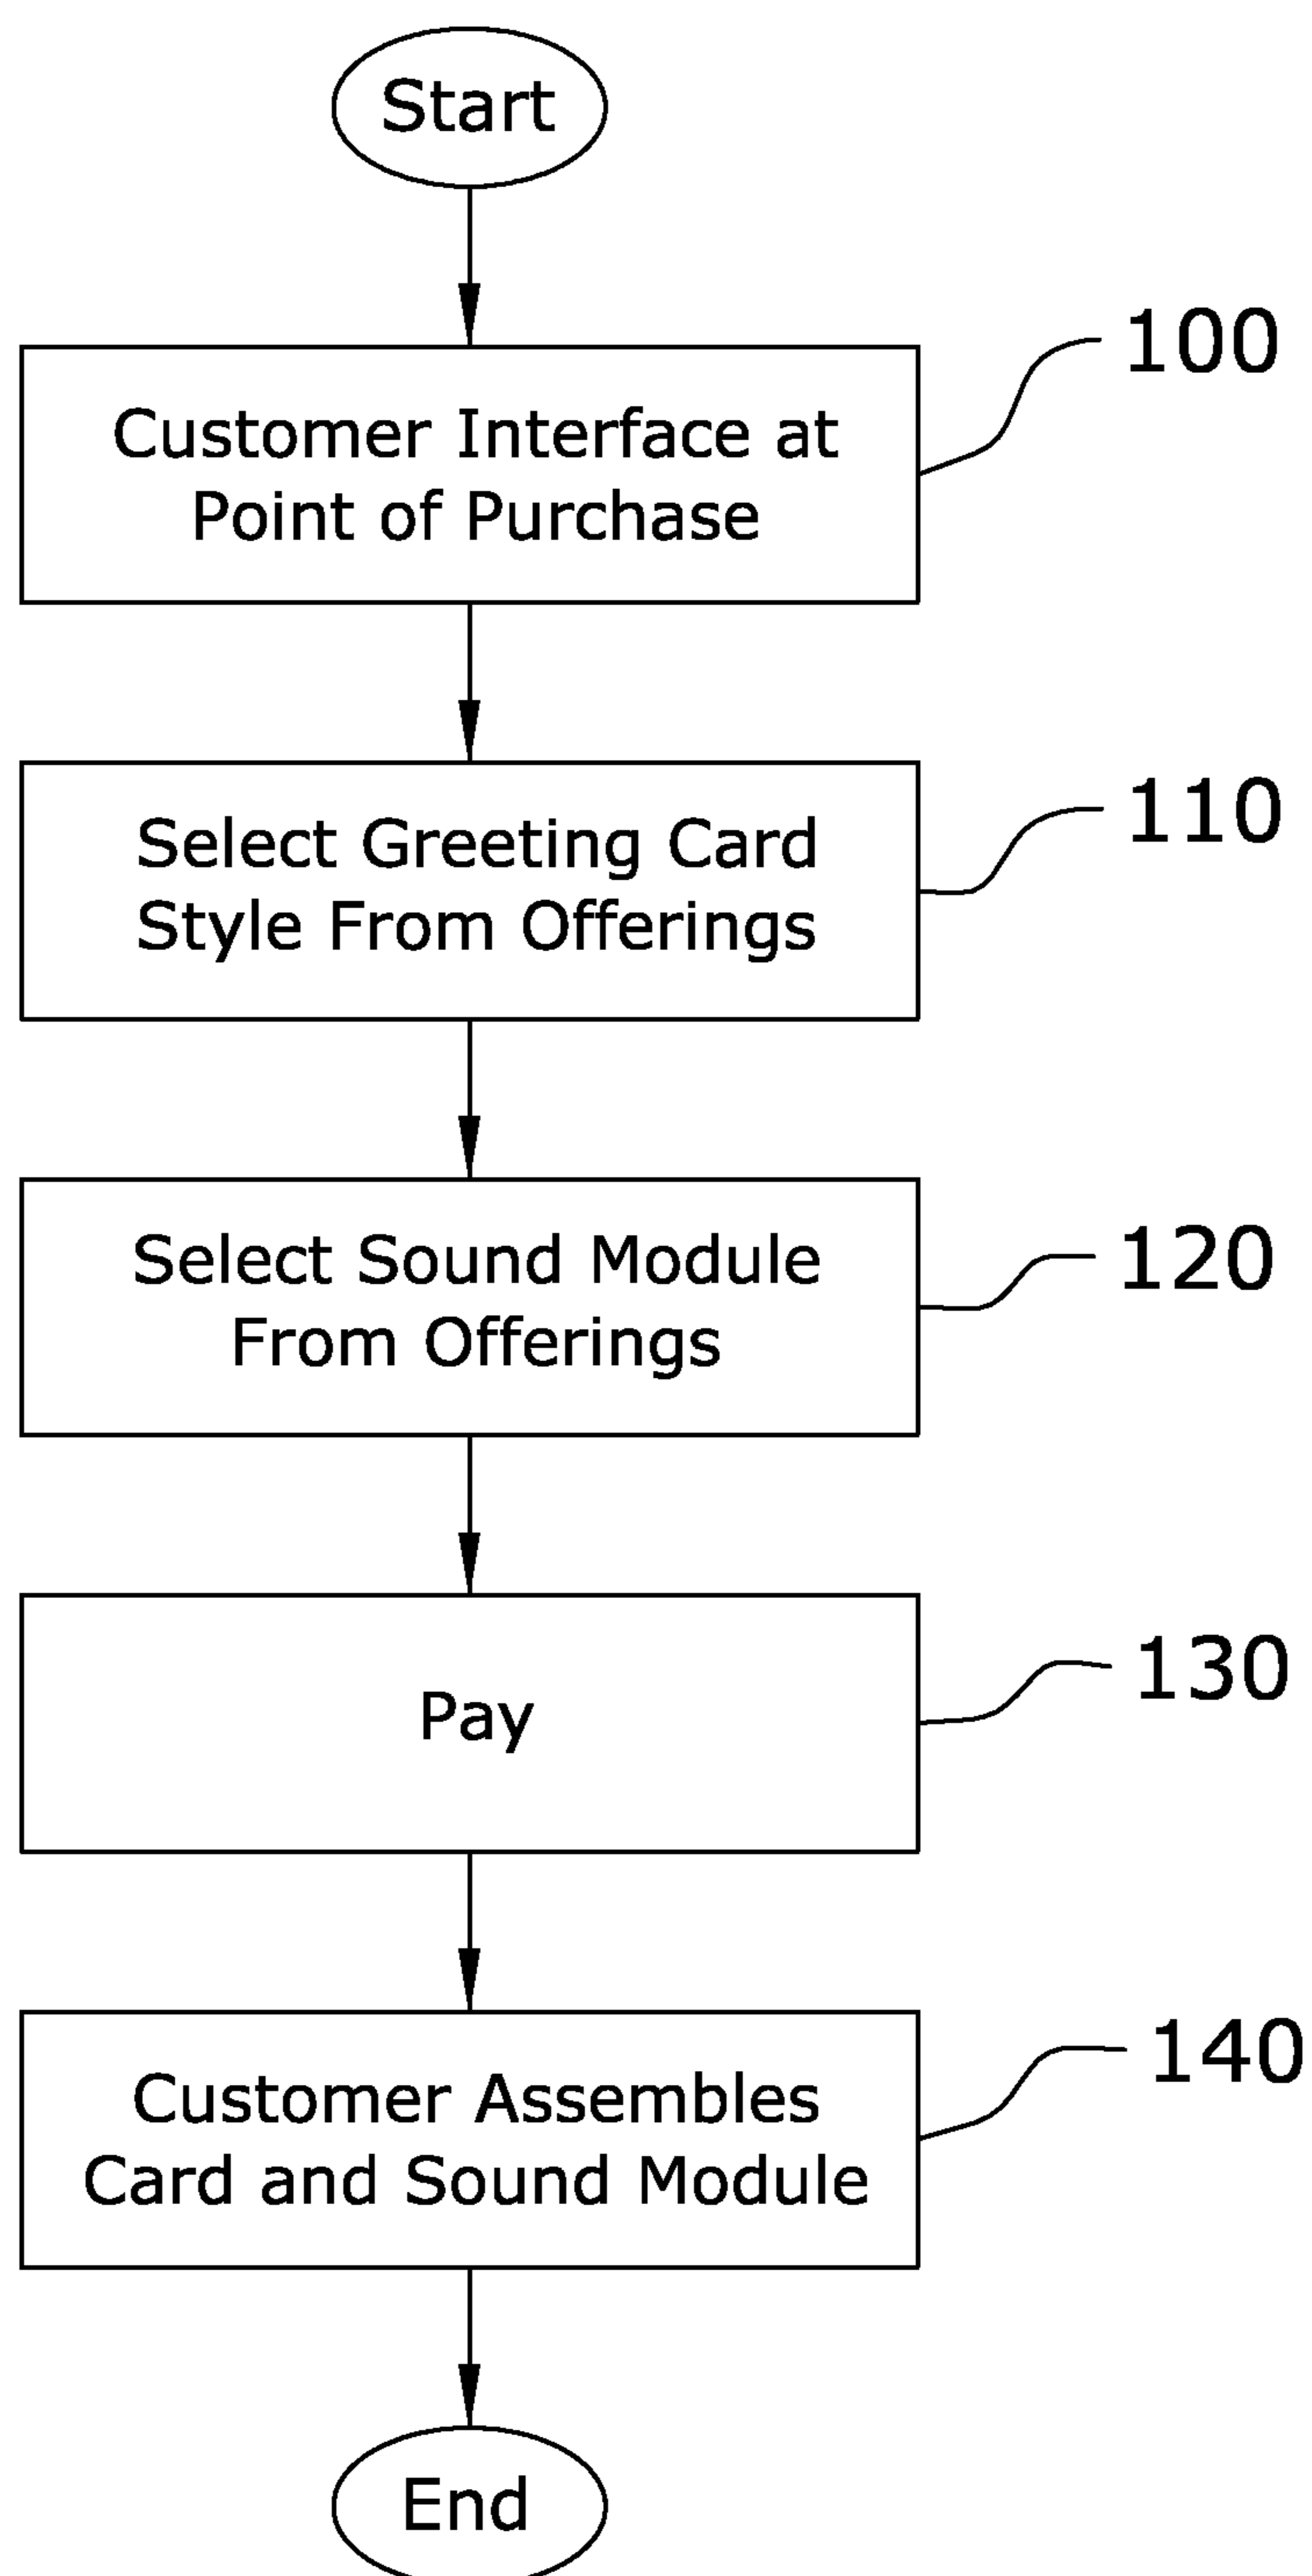 Start
100
Customer Interface at
Point of Purchase
110
Select Greeting Card
Style From Offerings
120
Select Sound Module
From Offerings
130
Pay
140
Customer Assembles
Card and Sound Module
End